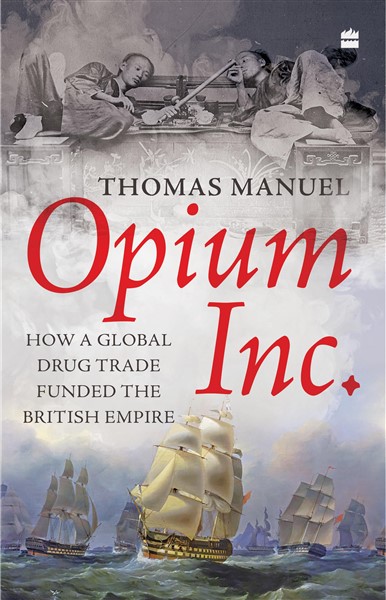 THOMAS MANUEL
Opium
Inc.
HOW A GLOBAL
DRUG TRADE
FUNDED THE
BRITISH EMPIRE